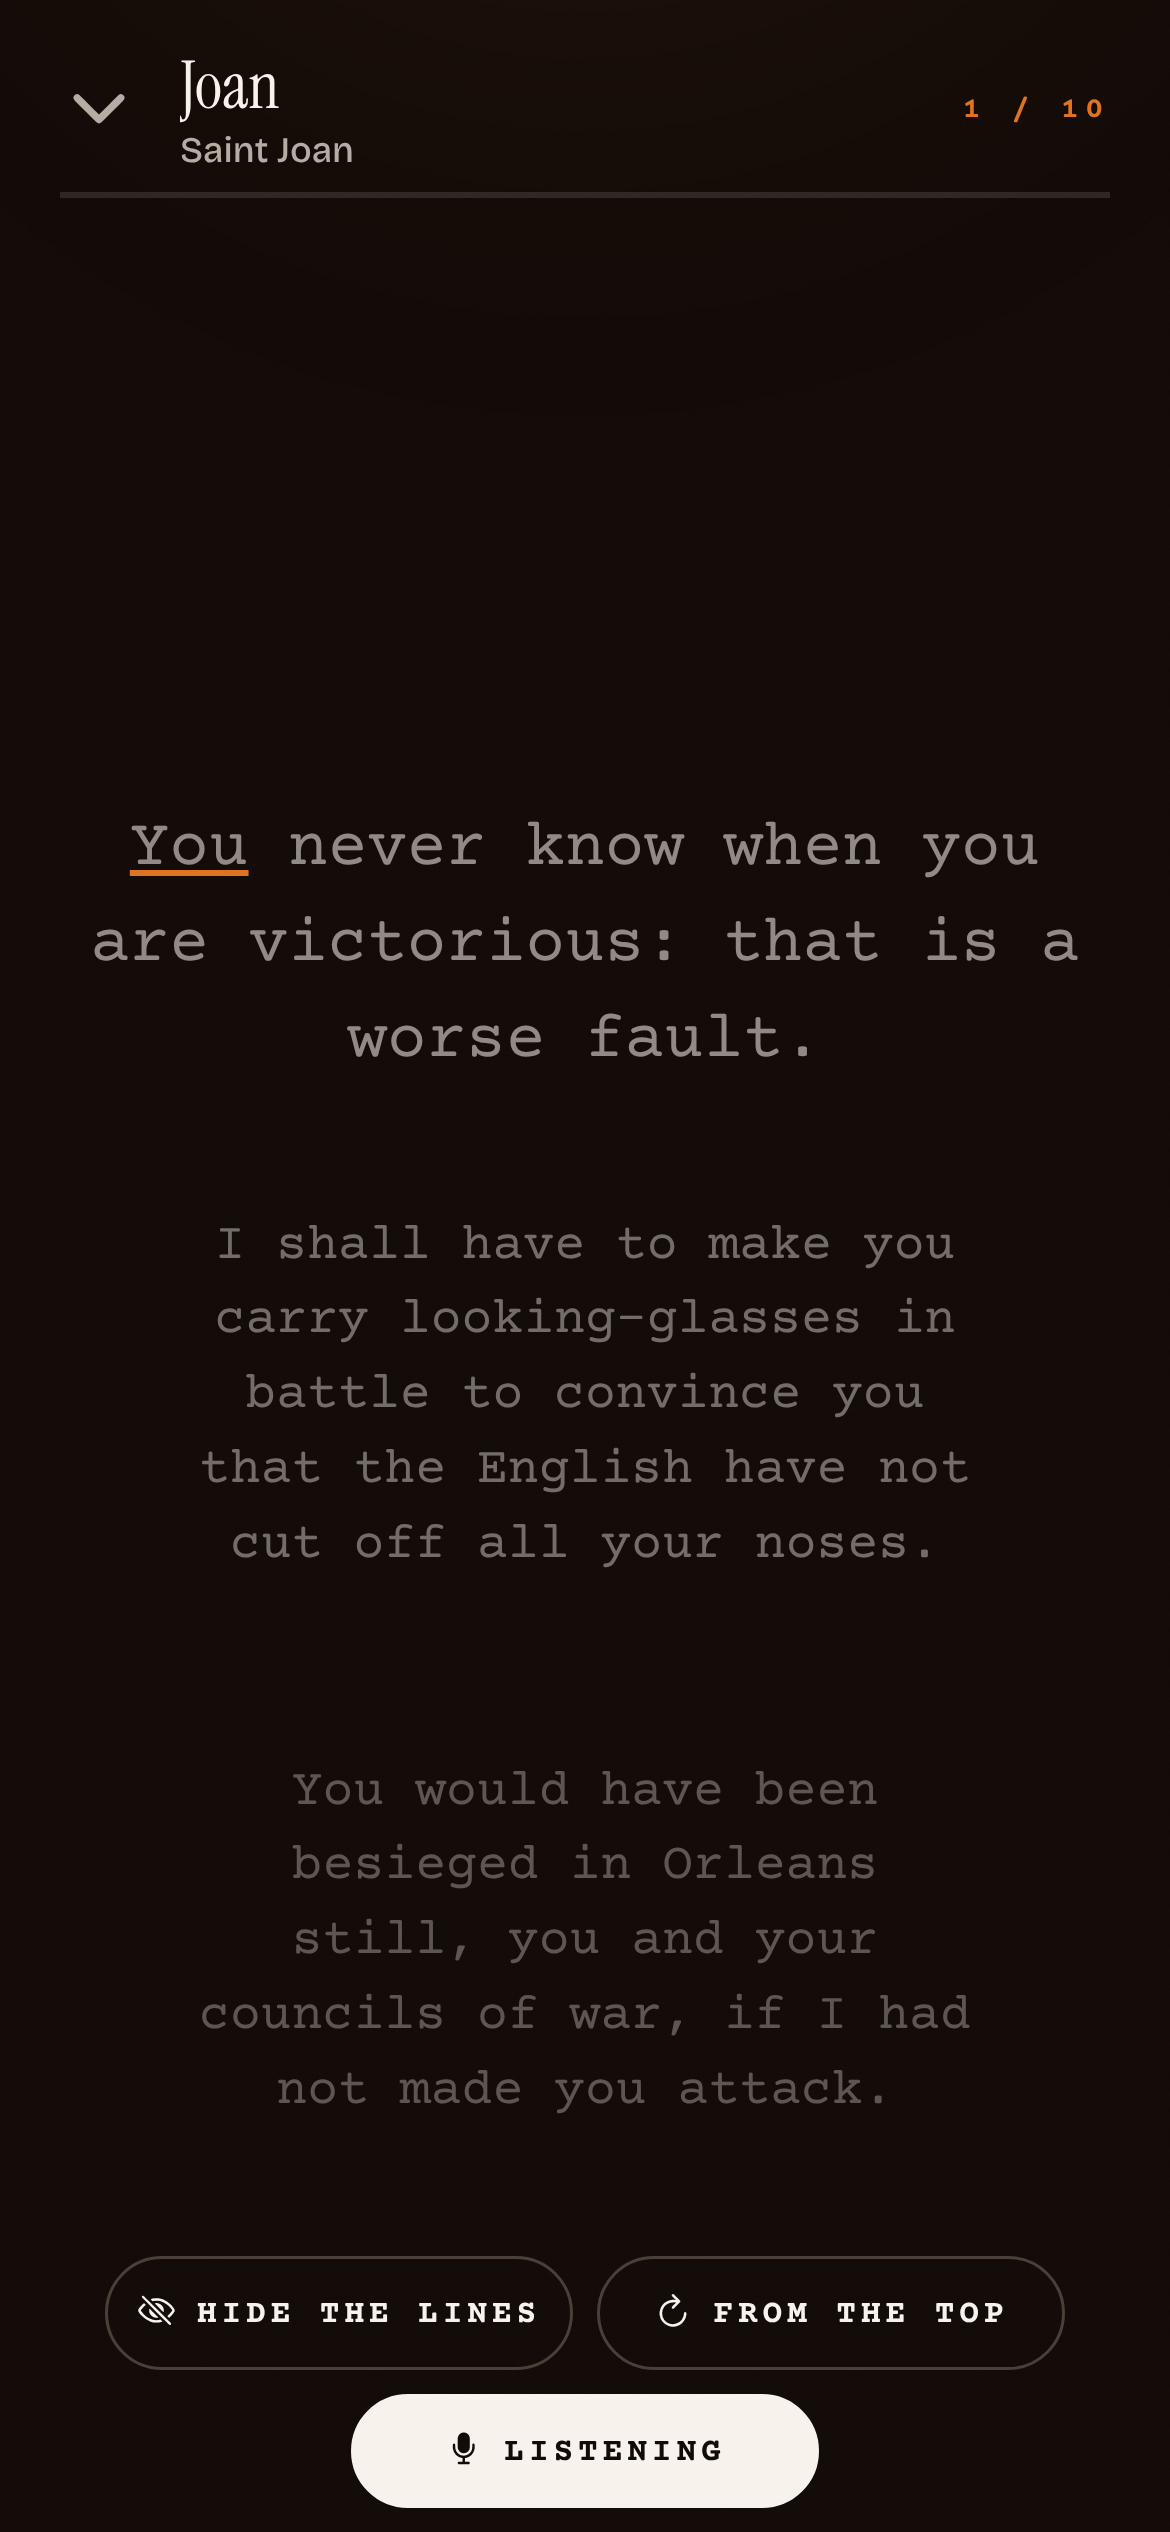 Joan
Saint Joan
1 / 10
You never know when you
are victorious: that is a
worse fault.
I shall have to make you
carry looking-glasses in
battle to convince you
that the English have not
cut off all your noses.
You would have been
besieged in Orleans
still, you and your
councils of war, if I had
not made you attack.
HIDE THE LINES
FROM THE TOP
LISTENING